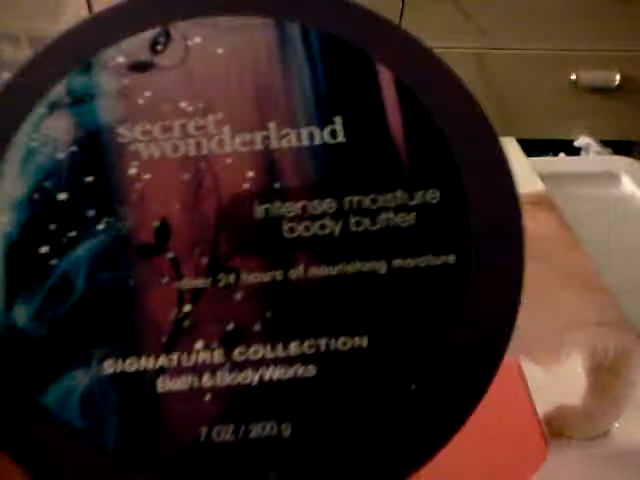 secret
wonderland
intense moisture
body butter
24 hours of nourishing moisture
SIGNATURE COLLECTION
Bath & Body Works
7 OZ / 200 g